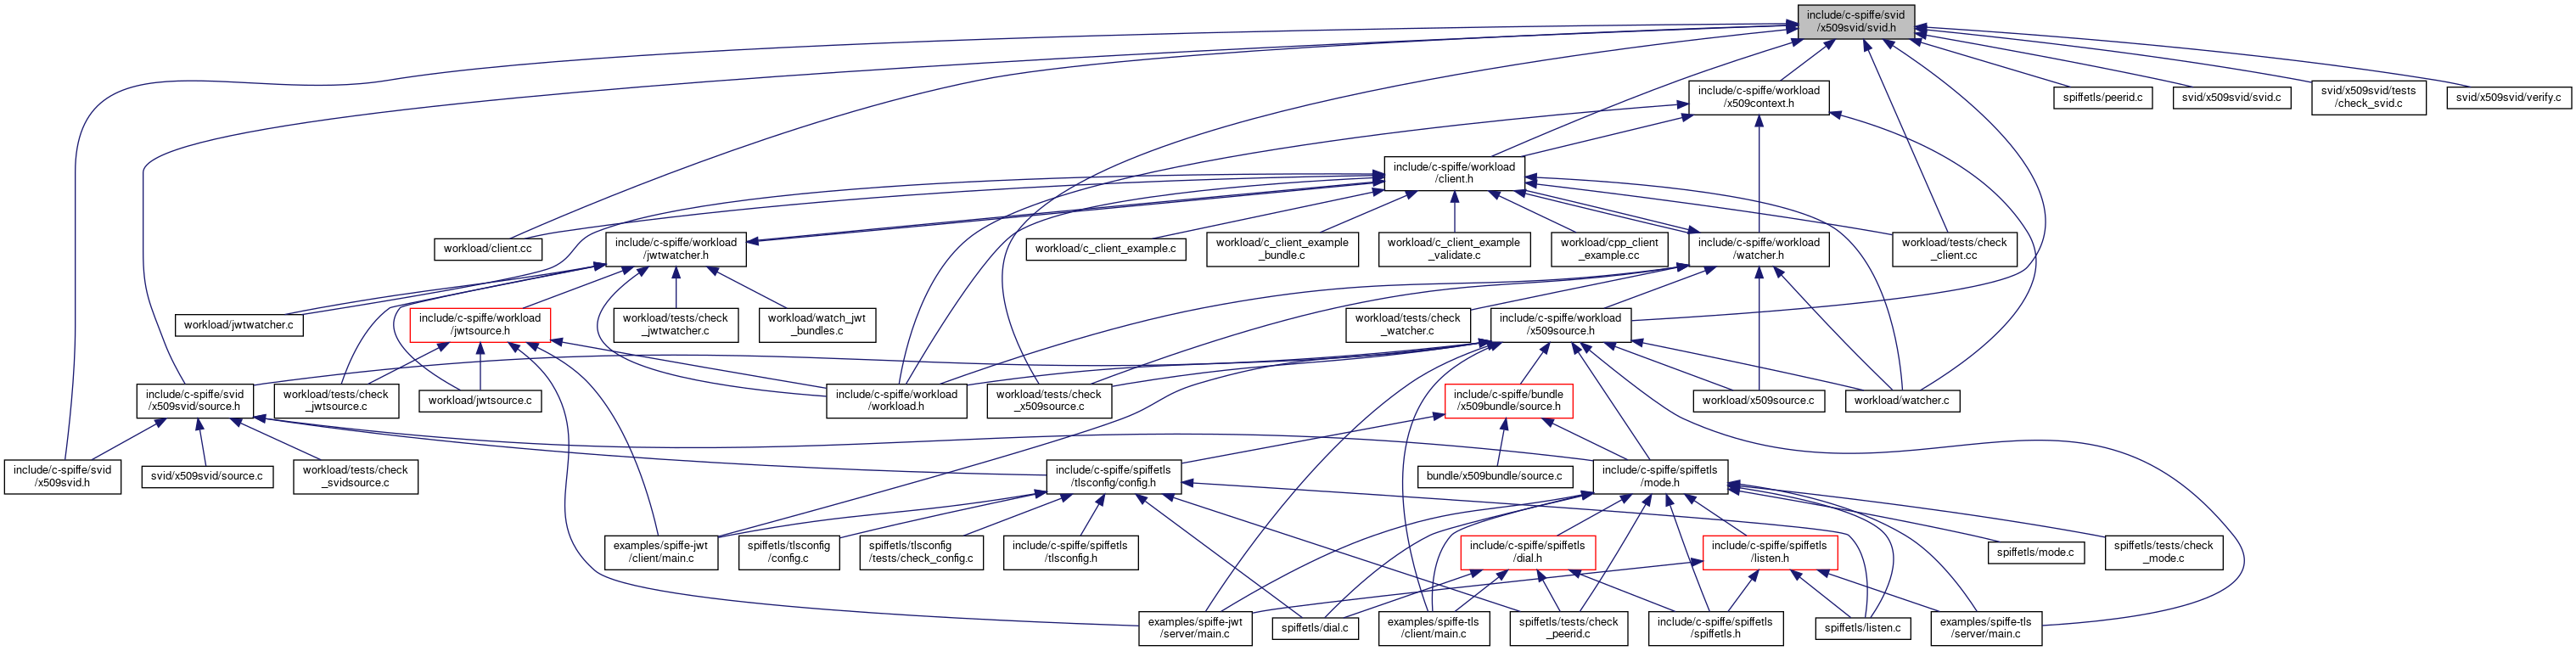 include/c-spiffe/svid
/x509svid/svid.h
include/c-spiffe/workload
/x509context.h
spiffetls/peerid.c
svid/x509svid/svid.c
svid/x509svid/tests
/check_svid.c
svid/x509svid/verify.c
include/c-spiffe/workload
/client.h
workload/client.cc
include/c-spiffe/workload
/jwtwatcher.h
workload/c_client_example.c
workload/c_client_example
_bundle.c
workload/c_client_example
_validate.c
workload/cpp_client
_example.cc
include/c-spiffe/workload
/watcher.h
workload/tests/check
_client.cc
workload/jwtwatcher.c
include/c-spiffe/workload
/jwtsource.h
workload/tests/check
_jwtwatcher.c
workload/watch_jwt
_bundles.c
workload/tests/check
_watcher.c
include/c-spiffe/workload
/x509source.h
include/c-spiffe/svid
/x509svid/source.h
workload/tests/check
_jwtsource.c
workload/jwtsource.c
include/c-spiffe/workload
/workload.h
workload/tests/check
_x509source.c
include/c-spiffe/bundle
/x509bundle/source.h
workload/x509source.c
workload/watcher.c
include/c-spiffe/svid
/x509svid.h
svid/x509svid/source.c
workload/tests/check
_svidsource.c
include/c-spiffe/spiffetls
/tlsconfig/config.h
bundle/x509bundle/source.c
include/c-spiffe/spiffetls
/mode.h
examples/spiffe-jwt
/client/main.c
spiffetls/tlsconfig
/config.c
spiffetls/tlsconfig
/tests/check_config.c
include/c-spiffe/spiffetls
/tlsconfig.h
include/c-spiffe/spiffetls
/dial.h
include/c-spiffe/spiffetls
/listen.h
spiffetls/mode.c
spiffetls/tests/check
_mode.c
examples/spiffe-jwt
/server/main.c
spiffetls/dial.c
examples/spiffe-tls
/client/main.c
spiffetls/tests/check
_peerid.c
include/c-spiffe/spiffetls
/spiffetls.h
spiffetls/listen.c
examples/spiffe-tls
/server/main.c